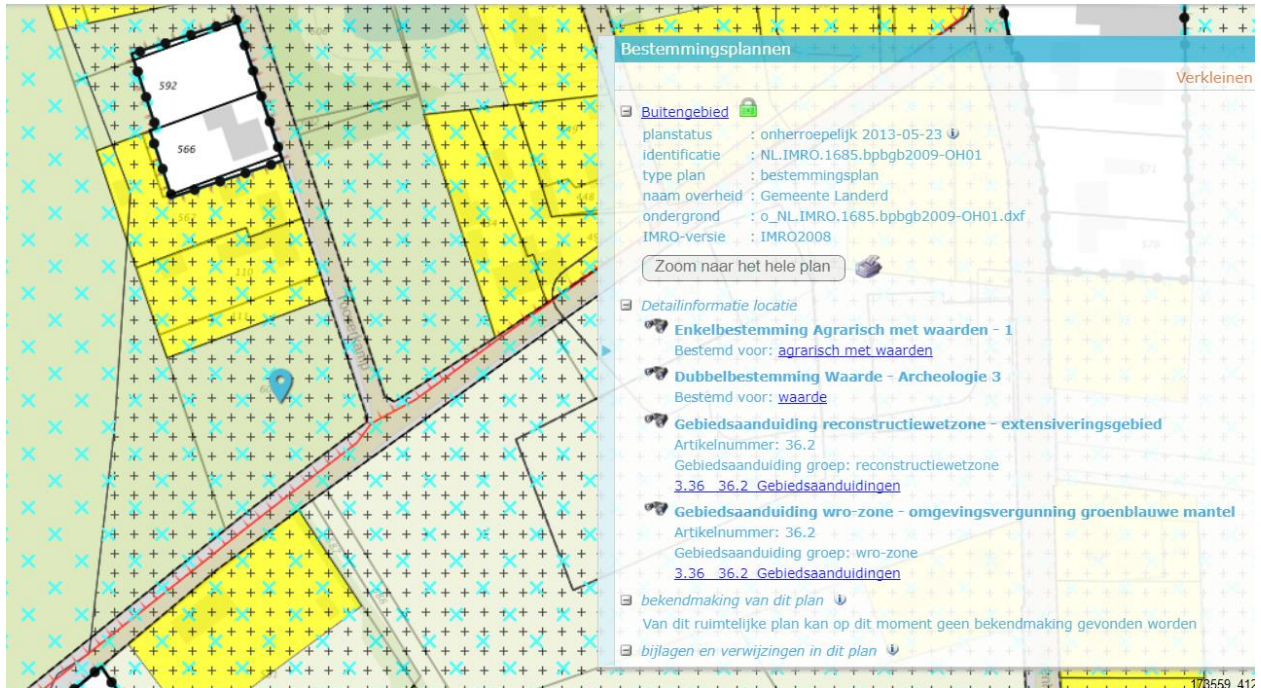 Bestemmingsplannen
Verkleinen
Buitengebied
planstatus : onherroepelijk 2013-05-23
identificatie : NL.IMRO.1685.bpbgb2009-OH01
type plan : bestemmingsplan
naam overheid : Gemeente Landerd
ondergrond : o_NL.IMRO.1685.bpbgb2009-OH01.dxf
IMRO-versie : IMRO2008
Zoom naar het hele plan
Detailinformatie locatie
Enkelbestemming Agrarisch met waarden - 1
Bestemd voor: agrarisch met waarden
Dubbelbestemming Waarde - Archeologie 3
Bestemd voor: waarde
Gebiedsaanduiding reconstructiewetzone - extensiveringsgebied
Artikelnummer: 36.2
Gebiedsaanduiding groep: reconstructiewetzone
3.36 36.2 Gebiedsaanduidingen
Gebiedsaanduiding wro-zone - omgevingsvergunning groenblauwe mantel
Artikelnummer: 36.2
Gebiedsaanduiding groep: wro-zone
3.36 36.2 Gebiedsaanduidingen
bekendmaking van dit plan
Van dit ruimtelijke plan kan op dit moment geen bekendmaking gevonden worden
bijlagen en verwijzingen in dit plan
592
566
567
110
571
173559 412